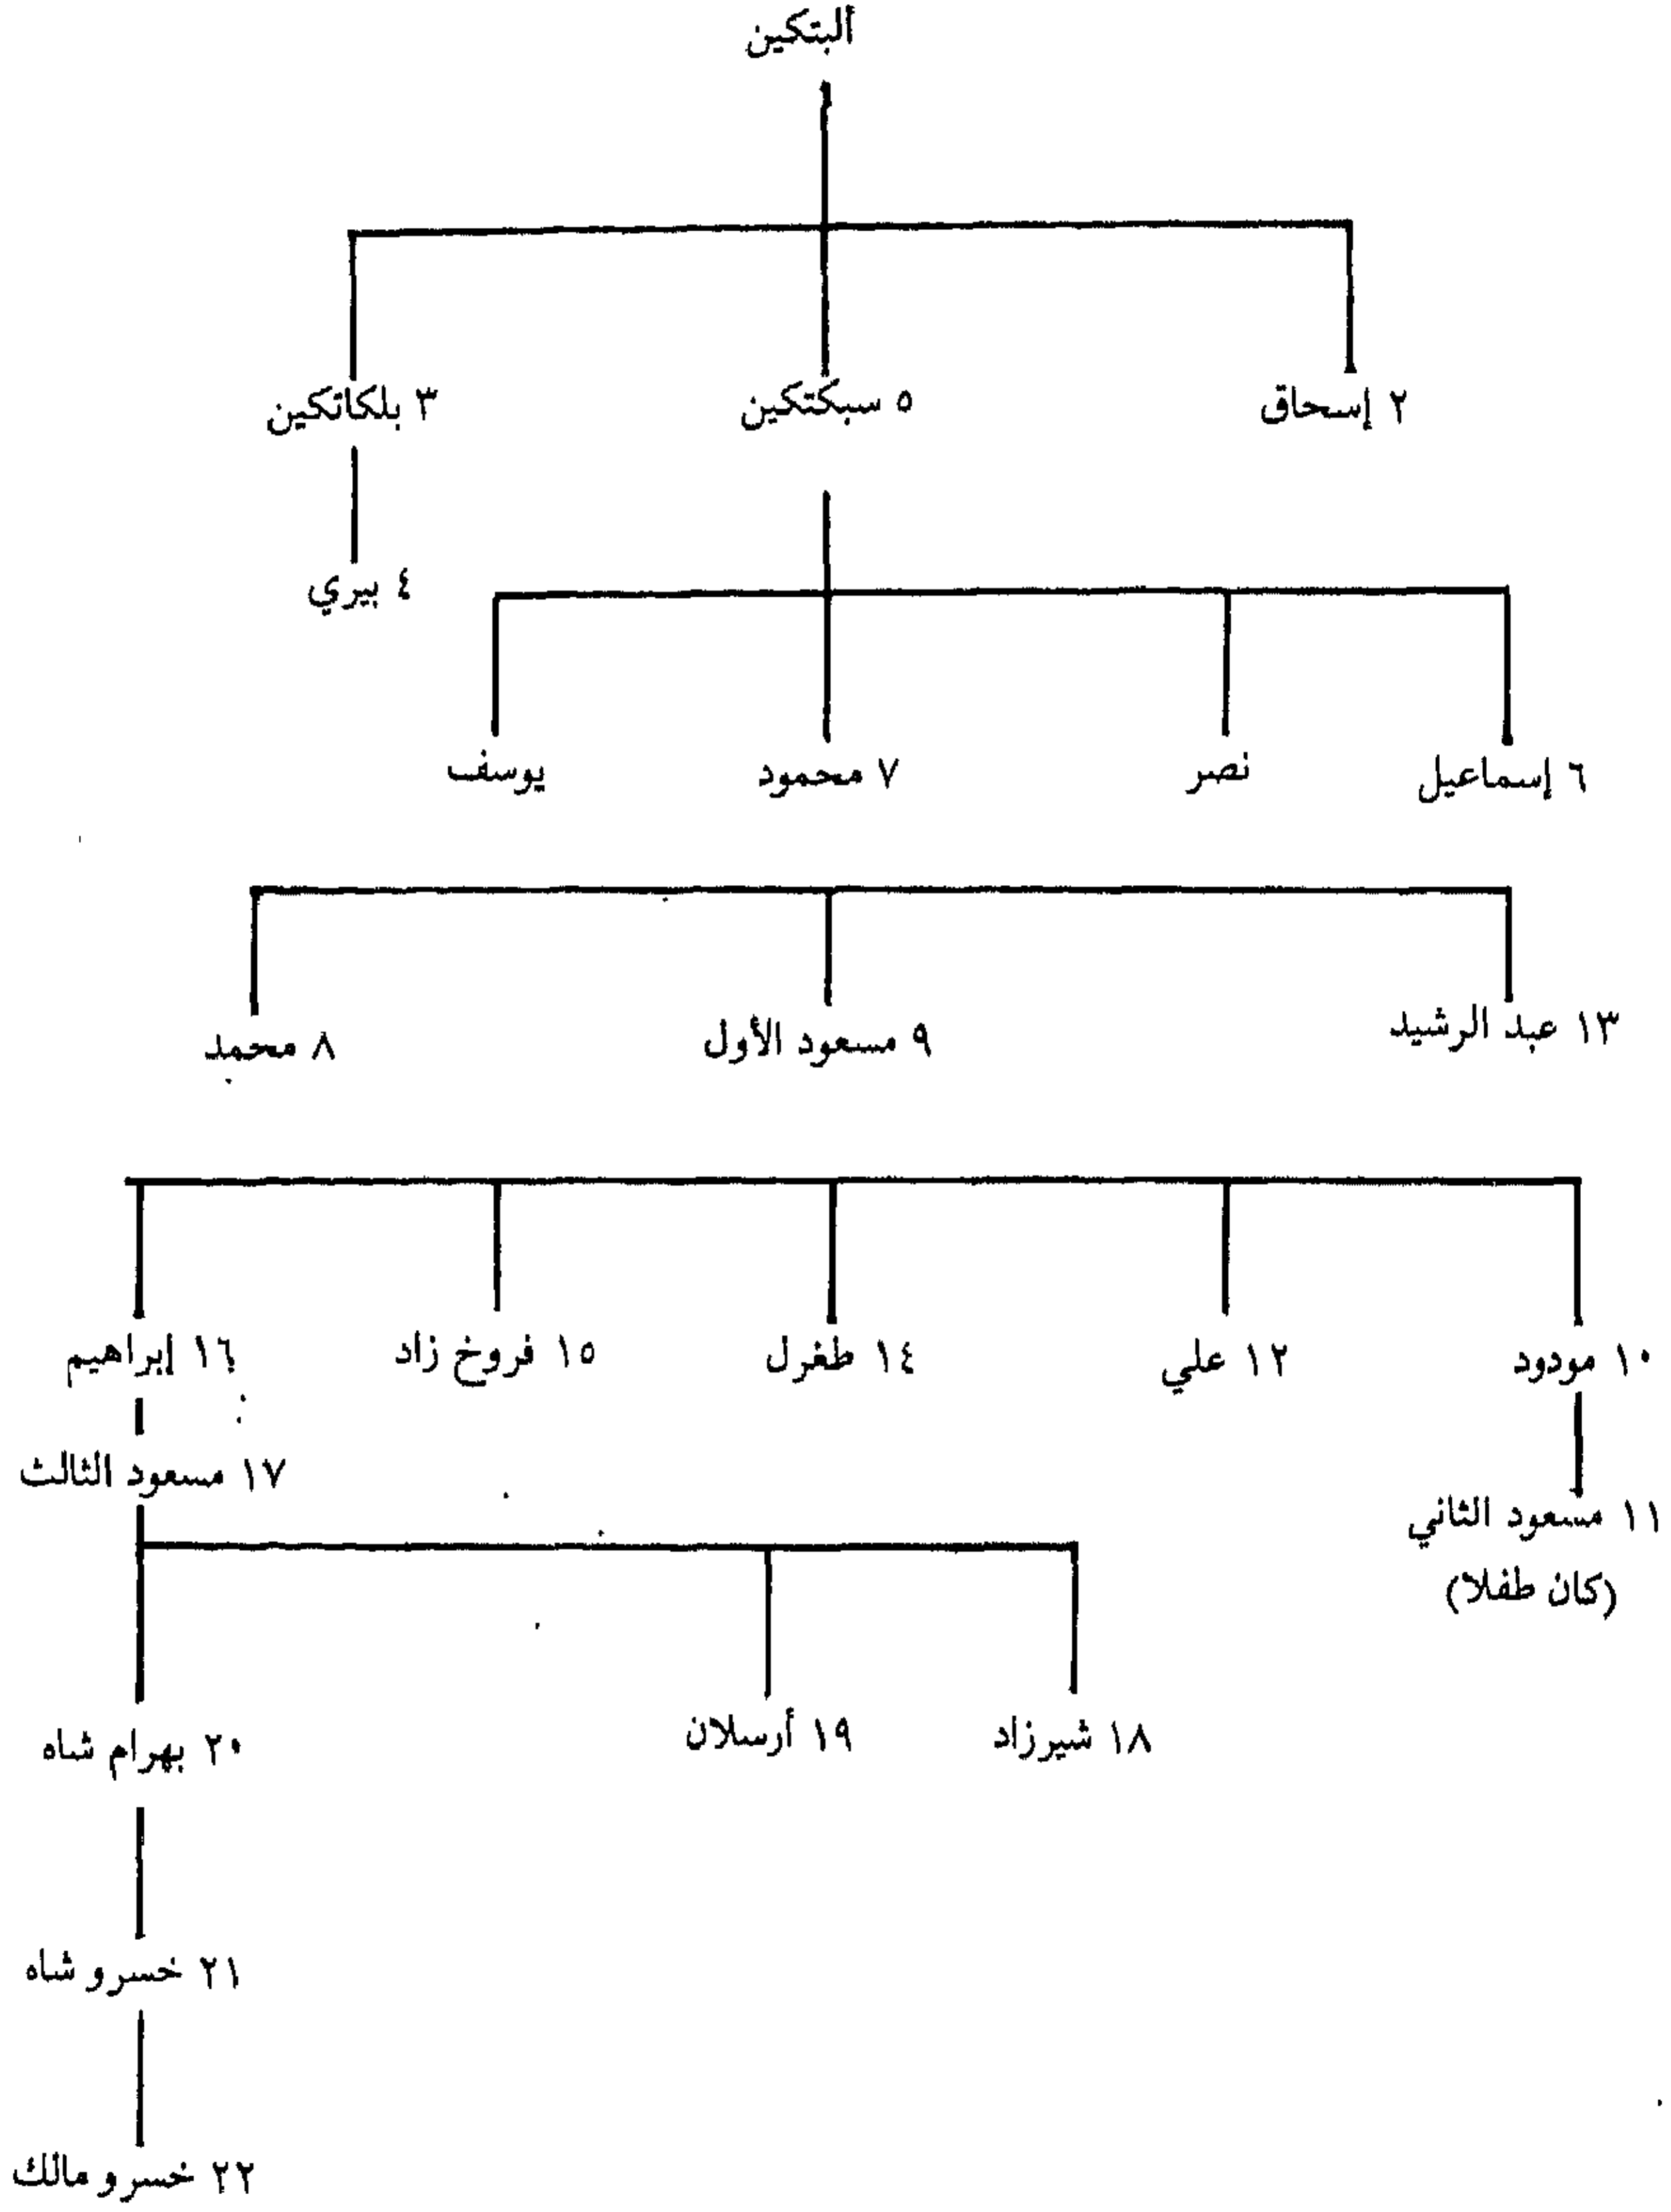 ألبتكين
٢ إسحاق
٥ سبكتكين
٣ بلكاتكين
٤ بيري
٦ إسماعيل
نصر
٧ محمود
يوسف
١٣ عبد الرشيد
٩ مسعود الأول
٨ محمد
١٠ مودود
١٢ علي
١٤ طغرل
١٥ فروخ زاد
١٦ إبراهيم
١٧ مسعود الثالث
١١ مسعود الثاني
(كان طفلا)
١٨ شيرزاد
١٩ أرسلان
٢٠ بهرام شاه
٢١ خسرو شاه
٢٢ خسرو مالك